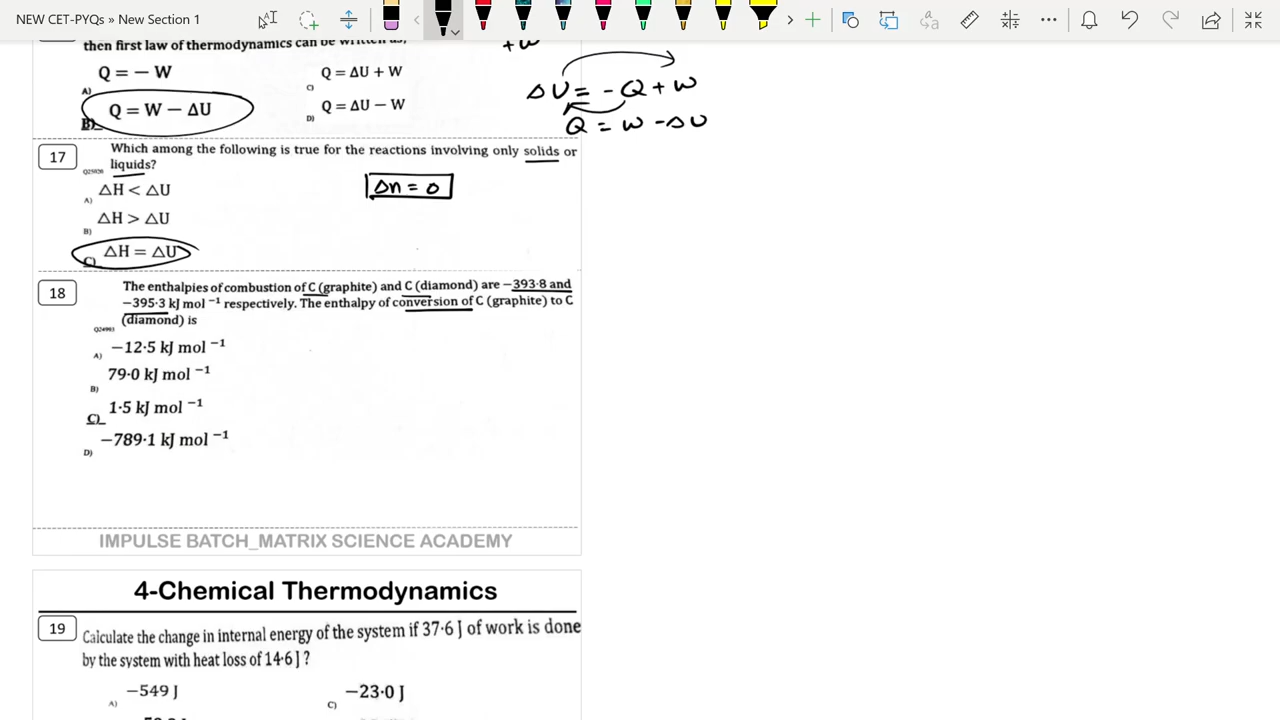 NEW CET-PYQs » New Section 1
then first law of thermodynamics can be written as,
Q = − W
A)
Q = ΔU + W
C)
Q = W − ΔU
B)
Q = ΔU − W
D)
+W
ΔU = -Q + W
Q = W - ΔU
17
Which among the following is true for the reactions involving only solids or
liquids?
△H < △U
A)
△H > △U
B)
△H = △U
C)
Δn = 0
18
The enthalpies of combustion of C (graphite) and C (diamond) are −393·8 and
−395·3 kJ mol −1 respectively. The enthalpy of conversion of C (graphite) to C
(diamond) is
−12·5 kJ mol −1
A)
79·0 kJ mol −1
B)
1·5 kJ mol −1
C)
−789·1 kJ mol −1
D)
IMPULSE BATCH_MATRIX SCIENCE ACADEMY
4-Chemical Thermodynamics
19
Calculate the change in internal energy of the system if 37·6 J of work is done
by the system with heat loss of 14·6 J ?
−549 J
A)
−23·0 J
C)